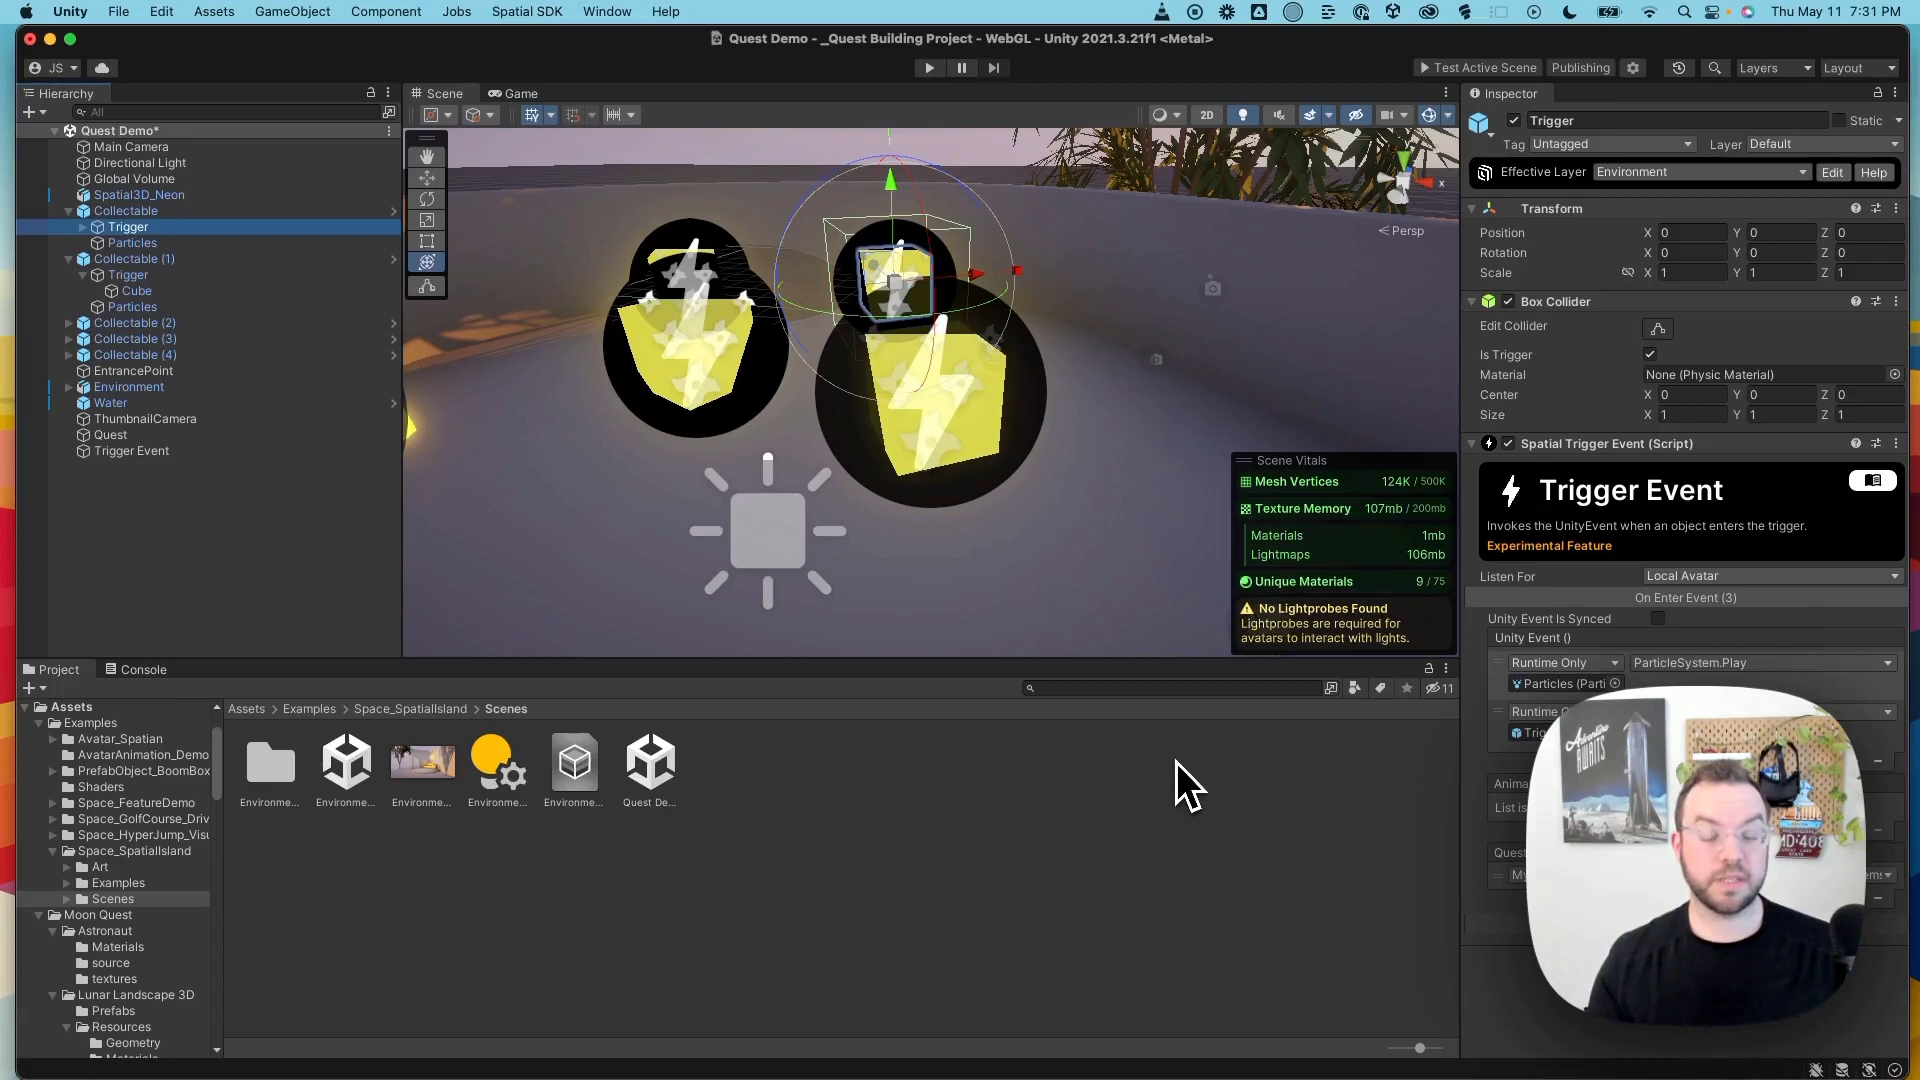 Unity File Edit Assets GameObject Component Jobs Spatial SDK Window Help Thu May 11 7:31 PM
Quest Demo - _Quest Building Project - WebGL - Unity 2021.3.21f1 <Metal>
JS Test Active Scene Publishing Layers Layout
Hierarchy
All
Quest Demo*
Main Camera
Directional Light
Global Volume
Spatial3D_Neon
Collectable
Trigger
Particles
Collectable (1)
Trigger
Cube
Particles
Collectable (2)
Collectable (3)
Collectable (4)
EntrancePoint
Environment
Water
ThumbnailCamera
Quest
Trigger Event
Scene Game
2D
x
< Persp
Scene Vitals
Mesh Vertices 124K / 500K
Texture Memory 107mb / 200mb
Materials 1mb
Lightmaps 106mb
Unique Materials 9 / 75
No Lightprobes Found
Lightprobes are required for
avatars to interact with lights.
Inspector
Trigger Static
Tag Untagged Layer Default
Effective Layer Environment Edit Help
Transform
Position X 0 Y 0 Z 0
Rotation X 0 Y 0 Z 0
Scale X 1 Y 1 Z 1
Box Collider
Edit Collider
Is Trigger
Material None (Physic Material)
Center X 0 Y 0 Z 0
Size X 1 Y 1 Z 1
Spatial Trigger Event (Script)
Trigger Event
Invokes the UnityEvent when an object enters the trigger.
Experimental Feature
Listen For Local Avatar
On Enter Event (3)
Unity Event Is Synced
Unity Event ()
Runtime Only ParticleSystem.Play
Particles (Parti
Runtime O
Trig
Anima
List is
Quest
My
ems
Adventure
AWAITS
MD·408
Project Console
11
Assets > Examples > Space_SpatialIsland > Scenes
Assets
Examples
Avatar_Spatian
AvatarAnimation_Demo
PrefabObject_BoomBox
Shaders
Space_FeatureDemo
Space_GolfCourse_Driv
Space_HyperJump_Visu
Space_SpatialIsland
Art
Examples
Scenes
Moon Quest
Astronaut
Materials
source
textures
Lunar Landscape 3D
Prefabs
Resources
Geometry
Materials
Environme...
Environme...
Environme...
Environme...
Environme...
Quest De...